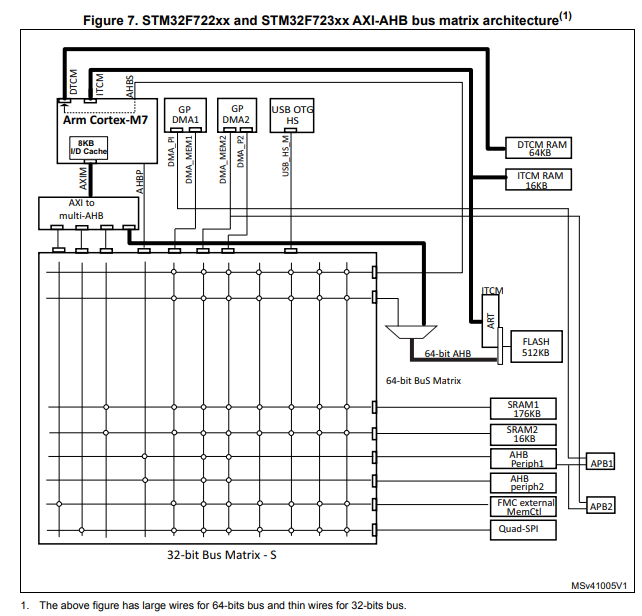 Figure 7. STM32F722xx and STM32F723xx AXI-AHB bus matrix architecture(1)
DTCM
ITCM
AHBS
Arm Cortex-M7
8KB
I/D Cache
GP
DMA1
GP
DMA2
USB OTG
HS
DTCM RAM
64KB
ITCM RAM
16KB
AXIM
AHBP
DMA_PI
DMA_MEM1
DMA_MEM2
DMA_P2
USB_HS_M
AXI to
multi-AHB
ITCM
ART
FLASH
512KB
64-bit AHB
64-bit BuS Matrix
SRAM1
176KB
SRAM2
16KB
AHB
Periph1
APB1
AHB
periph2
FMC external
MemCtl
APB2
Quad-SPI
32-bit Bus Matrix - S
MSv41005V1
1. The above figure has large wires for 64-bits bus and thin wires for 32-bits bus.